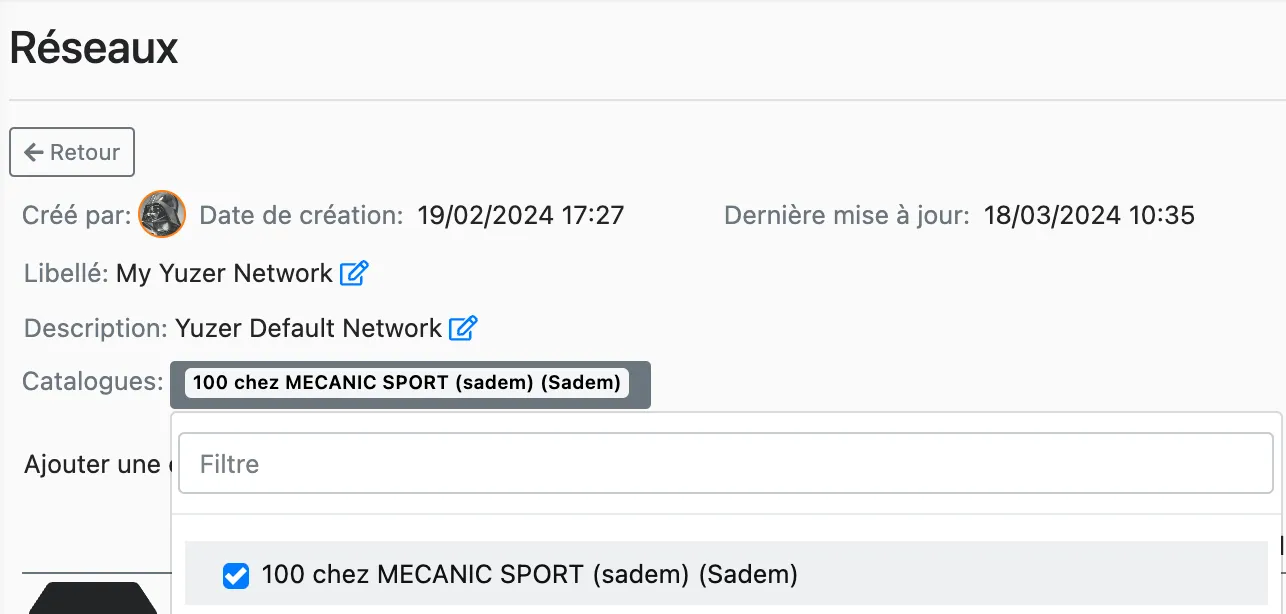 Réseaux
Retour
Créé par: Date de création: 19/02/2024 17:27 Dernière mise à jour: 18/03/2024 10:35
Libellé: My Yuzer Network
Description: Yuzer Default Network
Catalogues: 100 chez MECANIC SPORT (sadem) (Sadem)
Ajouter une
Filtre
100 chez MECANIC SPORT (sadem) (Sadem)